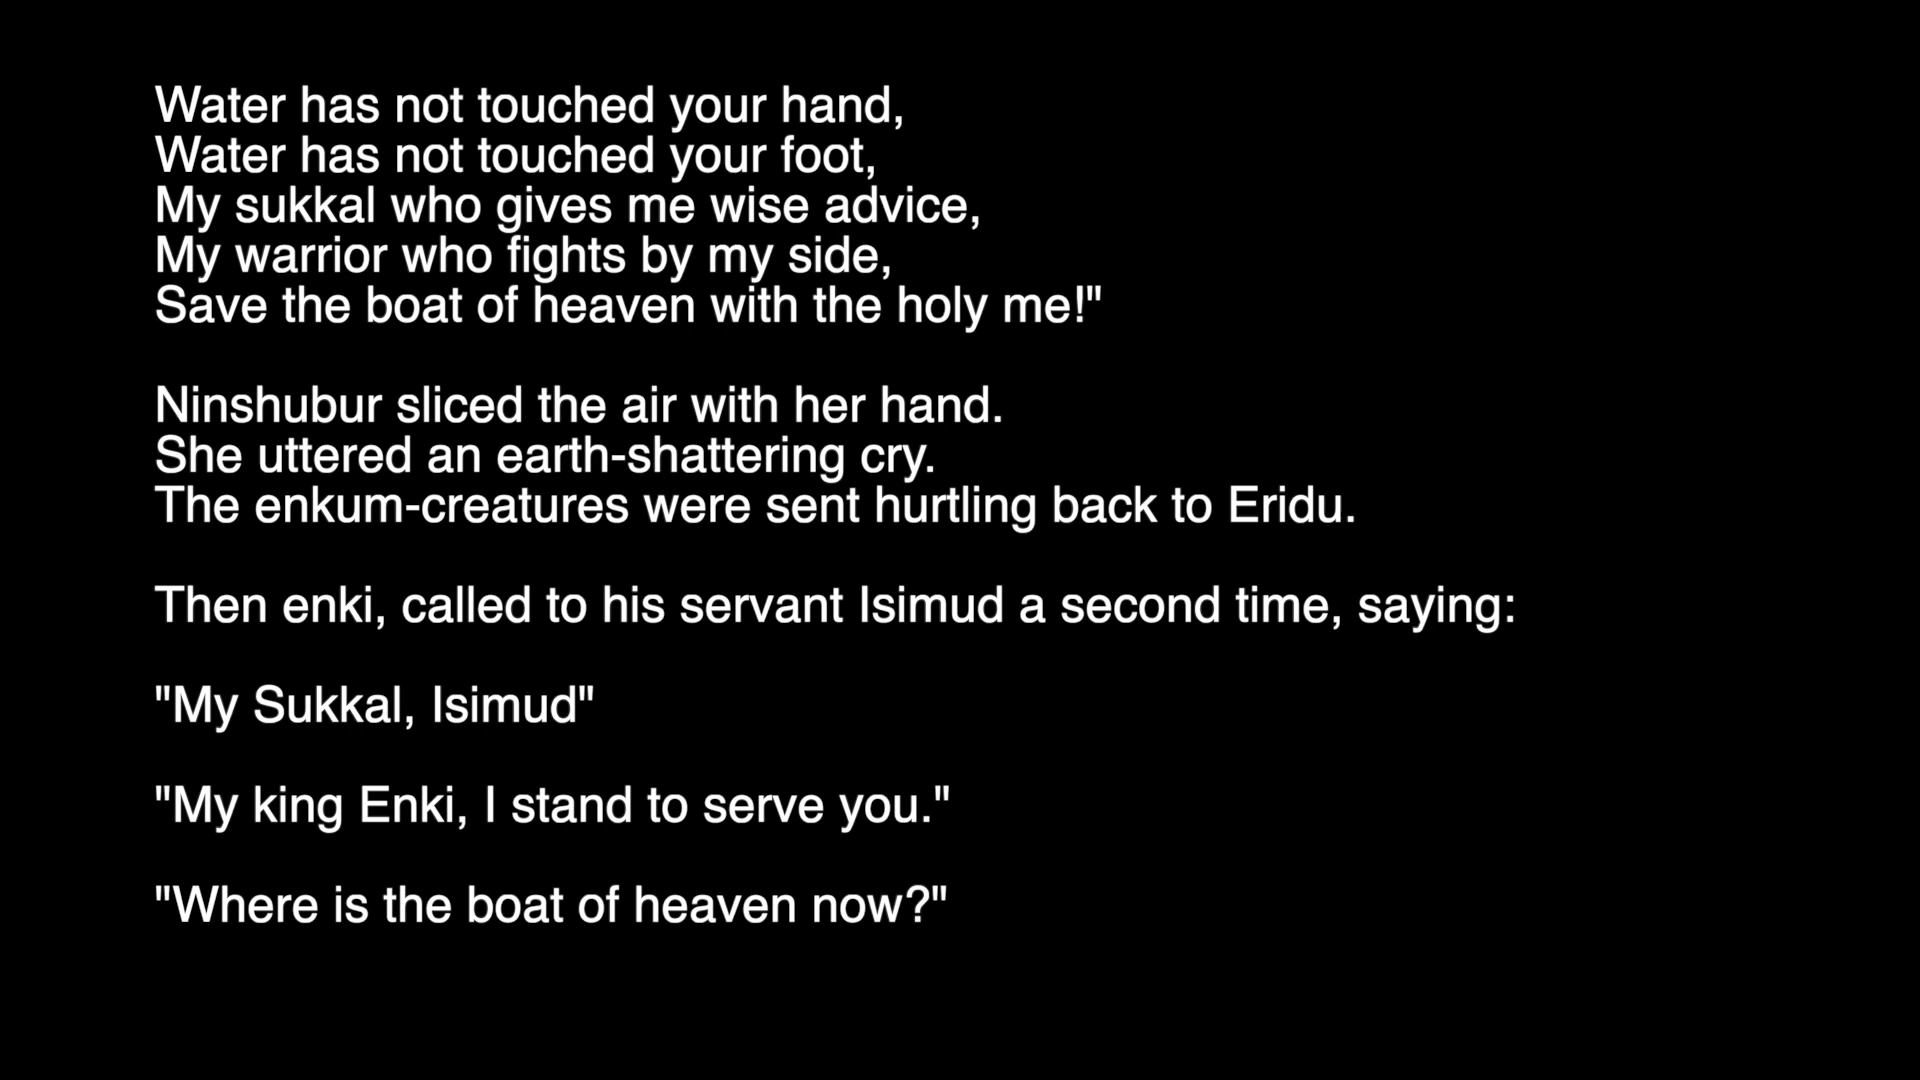 Water has not touched your hand,
Water has not touched your foot,
My sukkal who gives me wise advice,
My warrior who fights by my side,
Save the boat of heaven with the holy me!"
Ninshubur sliced the air with her hand.
She uttered an earth-shattering cry.
The enkum-creatures were sent hurtling back to Eridu.
Then enki, called to his servant Isimud a second time, saying:
"My Sukkal, Isimud"
"My king Enki, I stand to serve you."
"Where is the boat of heaven now?"